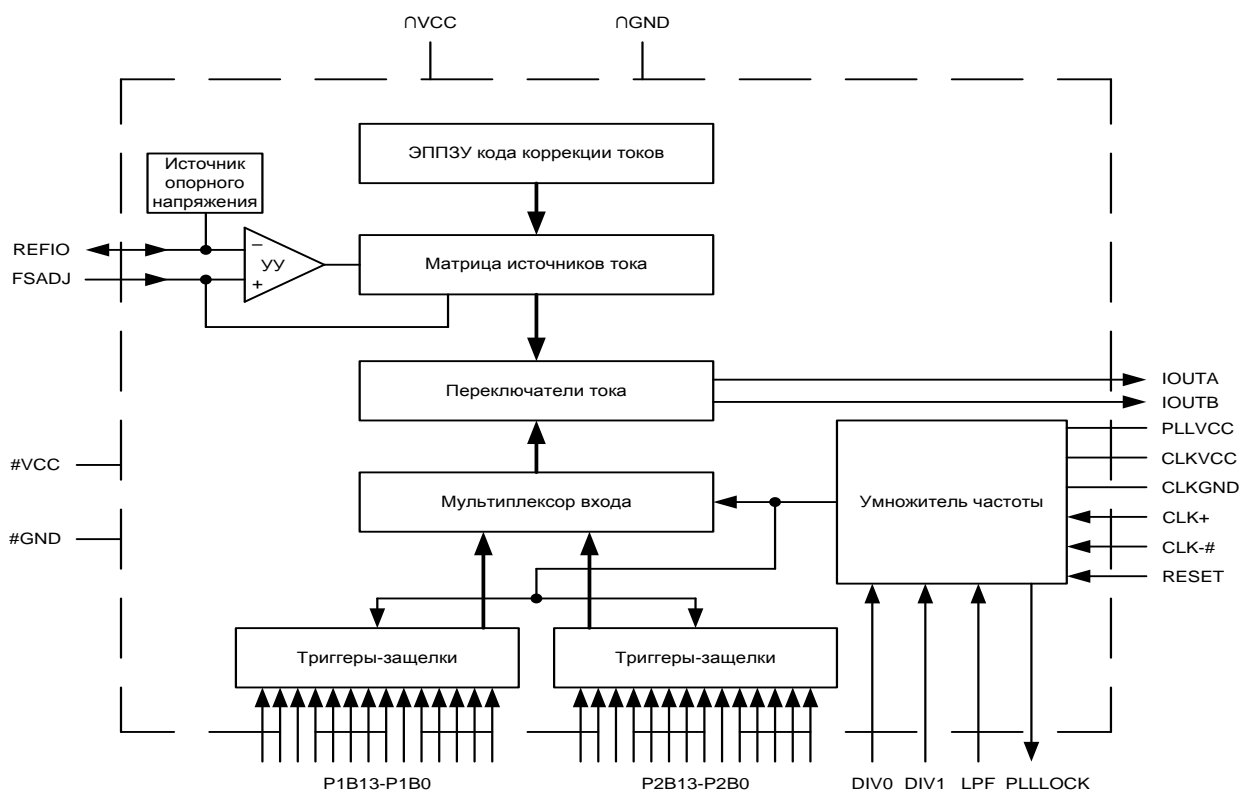 ∩VCC
∩GND
ЭППЗУ кода коррекции токов
Источник
опорного
напряжения
REFIO
FSADJ
−
УУ
+
Матрица источников тока
Переключатели тока
IOUTA
IOUTB
PLLVCC
CLKVCC
CLKGND
CLK+
CLK-#
RESET
#VCC
#GND
Мультиплексор входа
Умножитель частоты
Триггеры-защелки
Триггеры-защелки
P1B13-P1B0
P2B13-P2B0
DIV0
DIV1
LPF
PLLLOCK